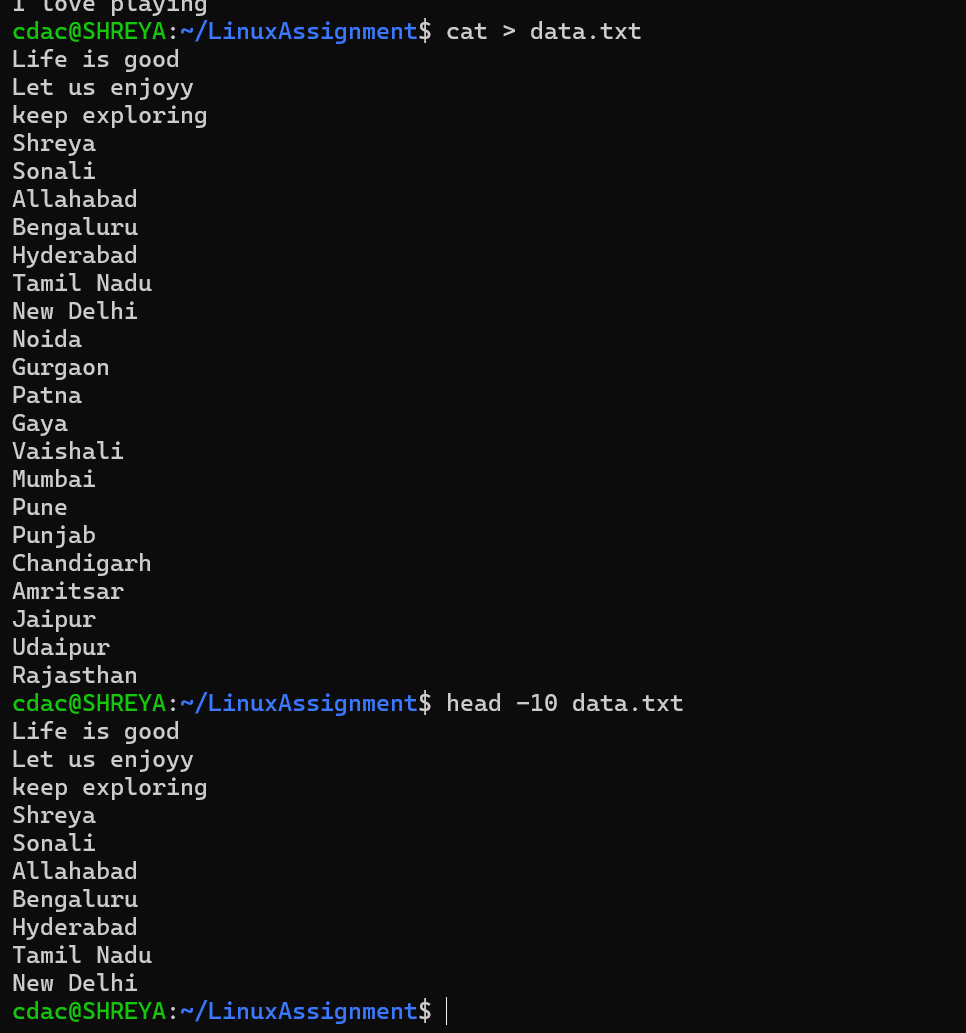 I love playing
cdac@SHREYA:~/LinuxAssignment$ cat > data.txt
Life is good
Let us enjoyy
keep exploring
Shreya
Sonali
Allahabad
Bengaluru
Hyderabad
Tamil Nadu
New Delhi
Noida
Gurgaon
Patna
Gaya
Vaishali
Mumbai
Pune
Punjab
Chandigarh
Amritsar
Jaipur
Udaipur
Rajasthan
cdac@SHREYA:~/LinuxAssignment$ head -10 data.txt
Life is good
Let us enjoyy
keep exploring
Shreya
Sonali
Allahabad
Bengaluru
Hyderabad
Tamil Nadu
New Delhi
cdac@SHREYA:~/LinuxAssignment$